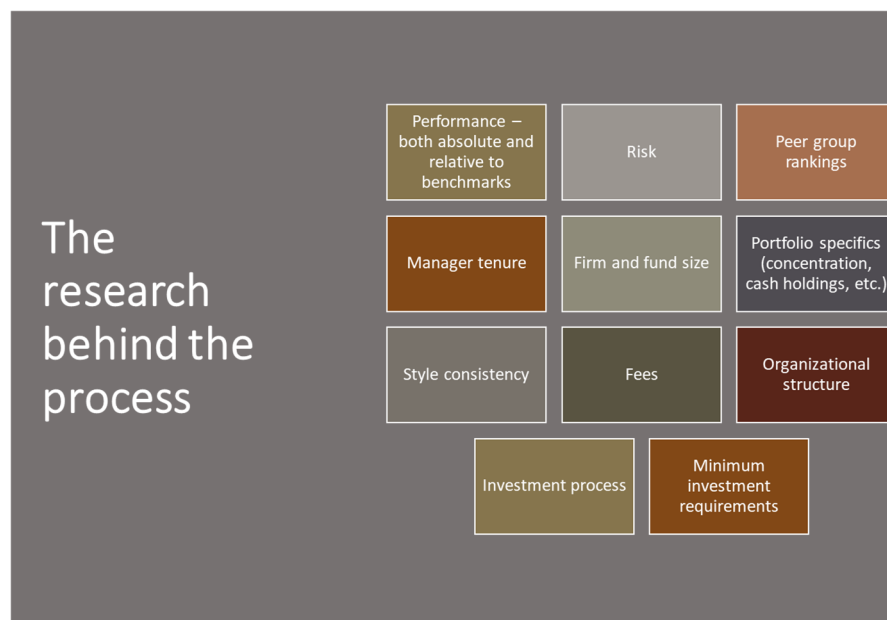 The
research
behind the
process
Performance –
both absolute and
relative to
benchmarks
Risk
Peer group
rankings
Manager tenure
Firm and fund size
Portfolio specifics
(concentration,
cash holdings, etc.)
Style consistency
Fees
Organizational
structure
Investment process
Minimum
investment
requirements